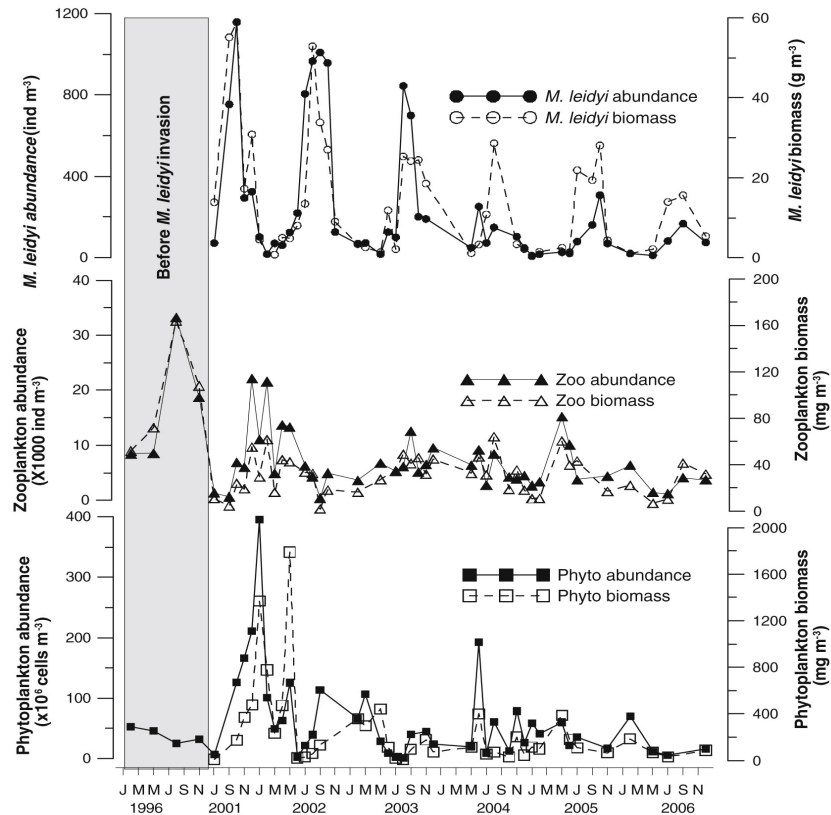 1200
800
400
0
M. leidyi abundance (ind m-3)
Before M. leidyi invasion
M. leidyi abundance
M. leidyi biomass
60
40
20
0
M. leidyi biomass (g m-3)
40
30
20
10
0
Zooplankton abundance
(X1000 ind m-3)
Zoo abundance
Zoo biomass
200
160
120
80
40
0
Zooplankton biomass
(mg m-3)
400
300
200
100
0
Phytoplankton abundance
(x10⁶ cells m-3)
Phyto abundance
Phyto biomass
2000
1600
1200
800
400
0
Phytoplankton biomass
(mg m-3)
J M M J S N J M M J S N J M M J S N J M M J S N J M M J S N J M M J S N J M M J S N
1996 2001 2002 2003 2004 2005 2006